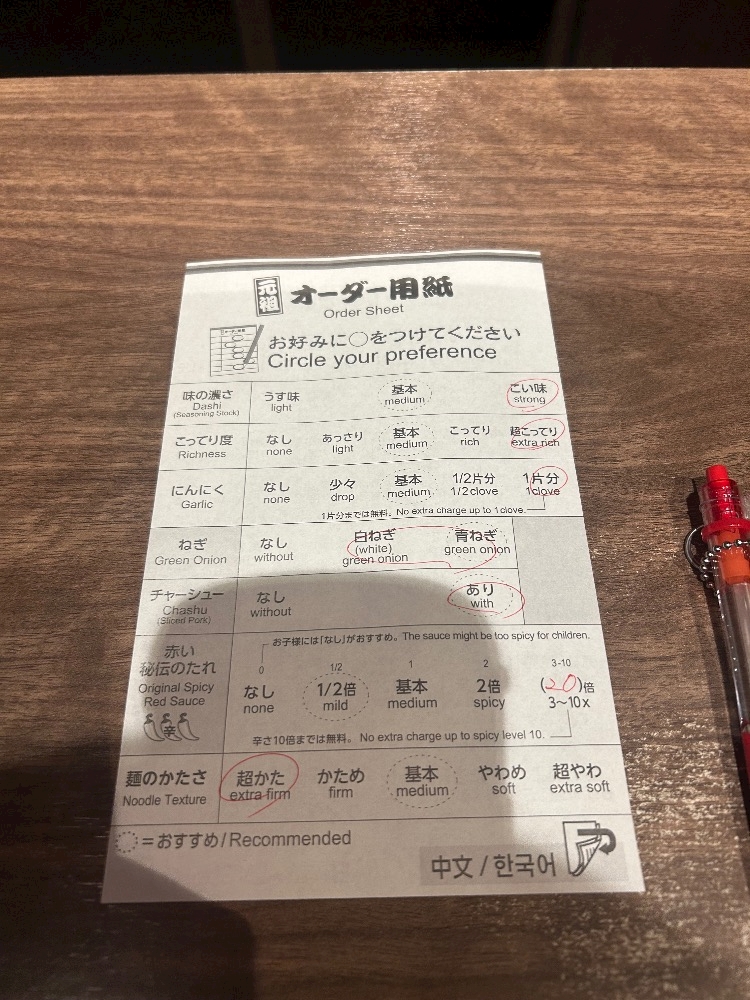 元祖 オーダー用紙
Order Sheet
お好みに○をつけてください
Circle your preference
味の濃さ うす味 基本 こい味
Dashi light medium strong
(Seasoning Stock)
こってり度 なし あっさり 基本 こってり 超こってり
Richness none light medium rich extra rich
にんにく なし 少々 基本 1/2片分 1片分
Garlic none drop medium 1/2clove 1clove
1片分までは無料。No extra charge up to 1clove.
ねぎ なし 白ねぎ 青ねぎ
Green Onion without (white) green onion
green onion
チャーシュー なし あり
Chashu without with
(Sliced Pork)
お子様には「なし」がおすすめ。The sauce might be too spicy for children.
赤い 0 1/2 1 2 3-10
秘伝のたれ なし 1/2倍 基本 2倍 (20)倍
Original Spicy none mild medium spicy 3〜10x
Red Sauce
辛
辛さ10倍までは無料。No extra charge up to spicy level 10.
麺のかたさ 超かた かため 基本 やわめ 超やわ
Noodle Texture extra firm firm medium soft extra soft
=おすすめ/Recommended
中文 / 한국어